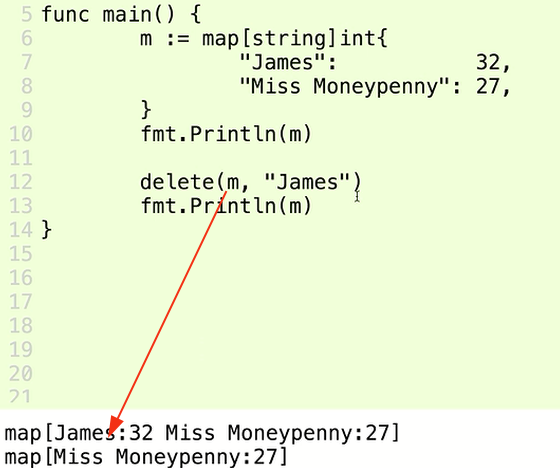 5 func main() {
6 m := map[string]int{
7 "James": 32,
8 "Miss Moneypenny": 27,
9 }
10 fmt.Println(m)
11
12 delete(m, "James")
13 fmt.Println(m)
14 }
15
16
17
18
19
20
21
map[James:32 Miss Moneypenny:27]
map[Miss Moneypenny:27]